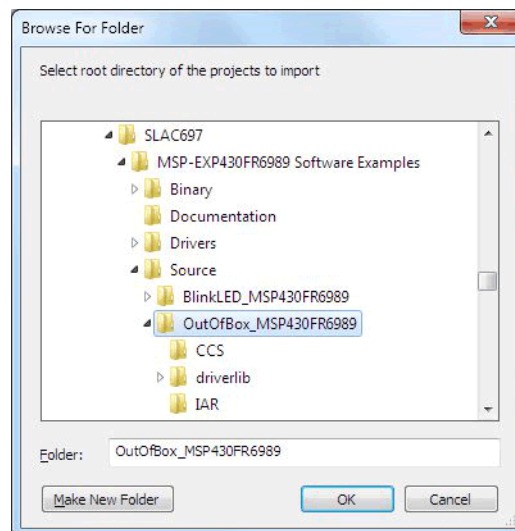 Browse For Folder
Select root directory of the projects to import
SLAC697
MSP-EXP430FR6989 Software Examples
Binary
Documentation
Drivers
Source
BlinkLED_MSP430FR6989
OutOfBox_MSP430FR6989
CCS
driverlib
IAR
Folder:
OutOfBox_MSP430FR6989
Make New Folder
OK
Cancel